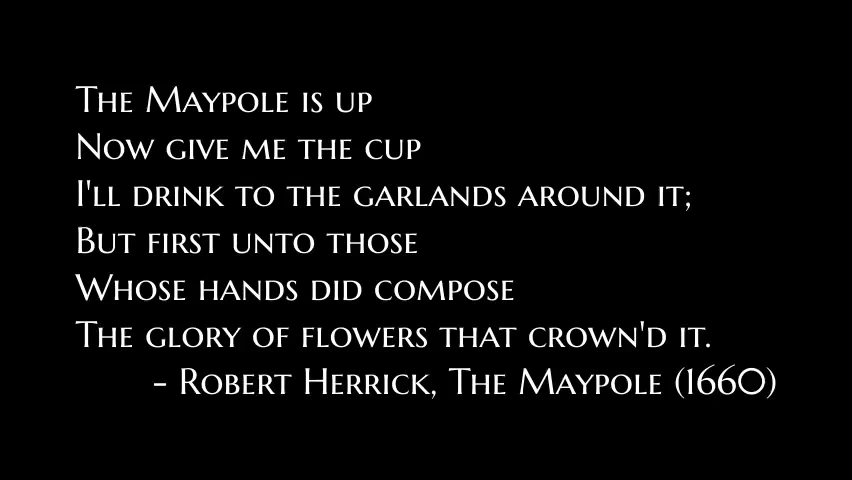 The Maypole is up
Now give me the cup
I'll drink to the garlands around it;
But first unto those
Whose hands did compose
The glory of flowers that crown'd it.
- Robert Herrick, The Maypole (1660)